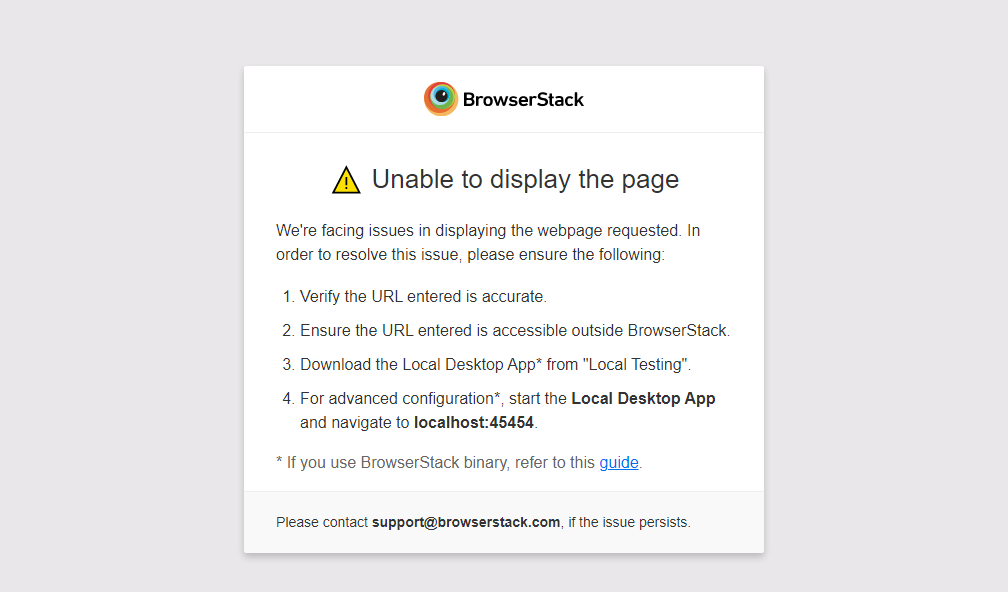 BrowserStack
Unable to display the page
We're facing issues in displaying the webpage requested. In
order to resolve this issue, please ensure the following:
1. Verify the URL entered is accurate.
2. Ensure the URL entered is accessible outside BrowserStack.
3. Download the Local Desktop App* from "Local Testing".
4. For advanced configuration*, start the Local Desktop App
and navigate to localhost:45454.
* If you use BrowserStack binary, refer to this guide.
Please contact support@browserstack.com, if the issue persists.